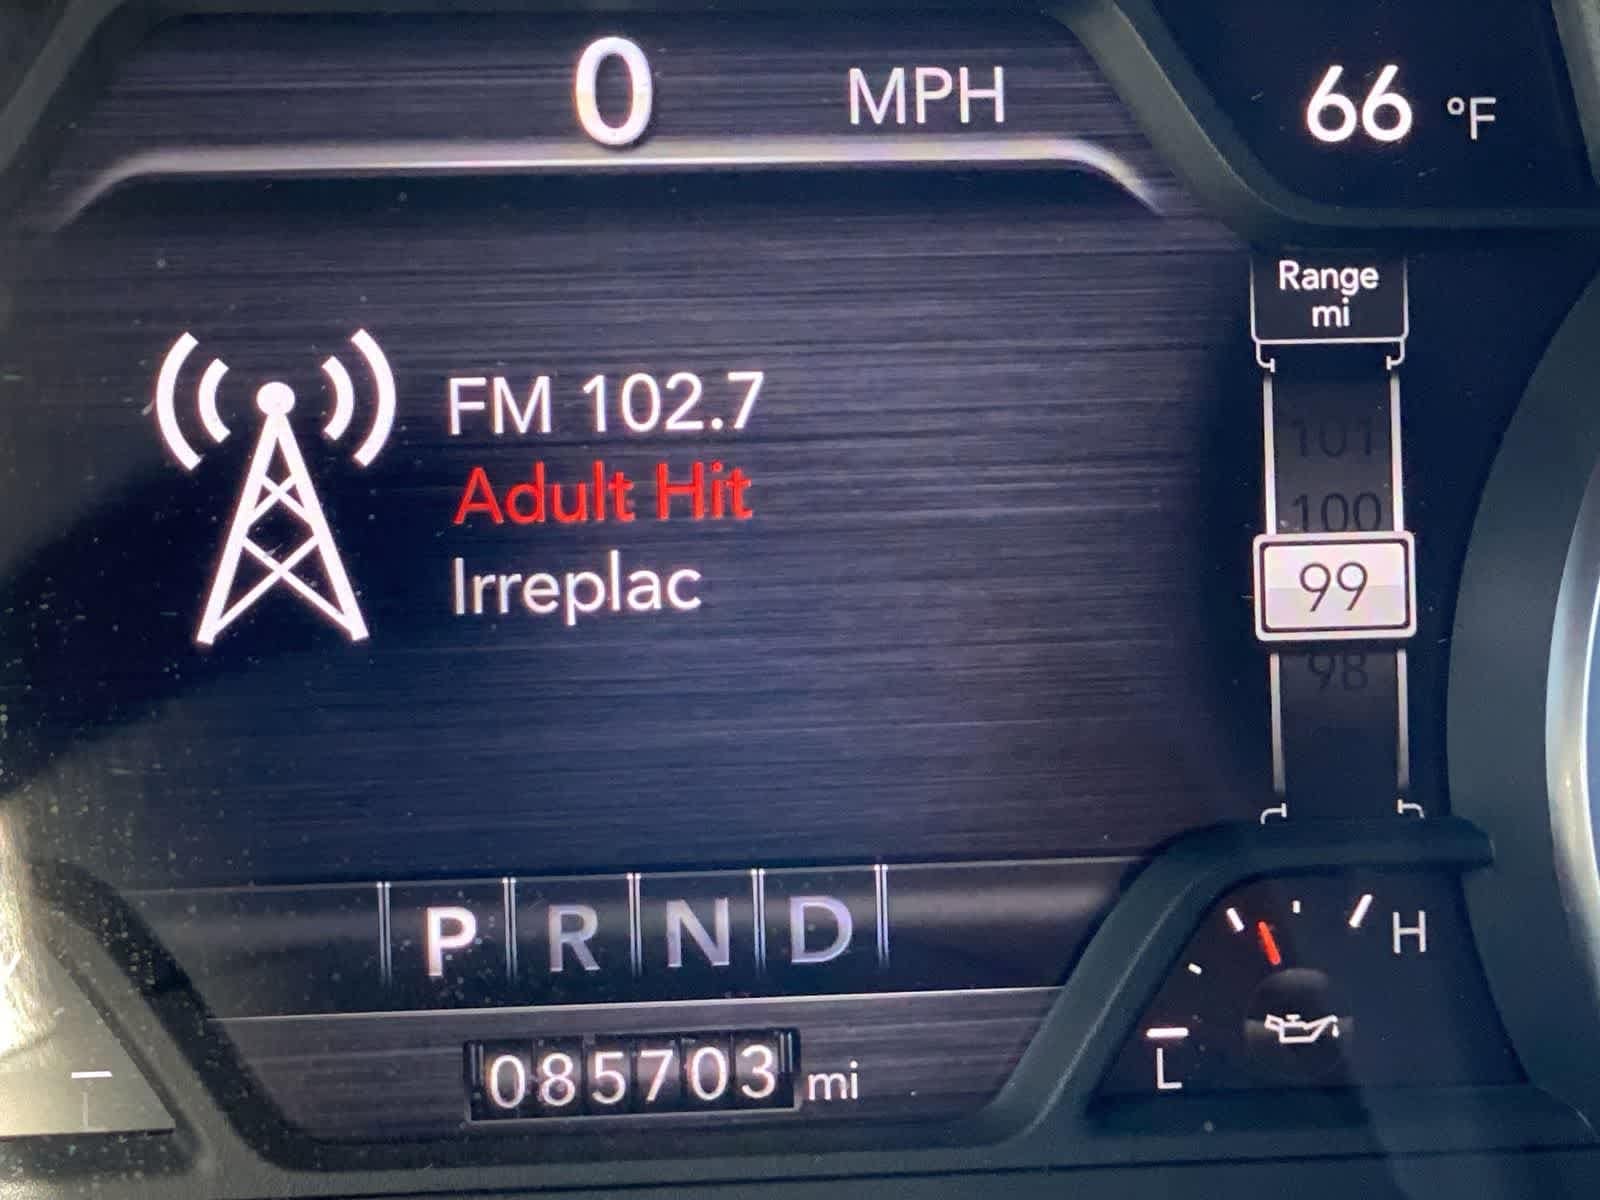 0 MPH
66 °F
Range
mi
FM 102.7
Adult Hit
Irreplac
101
100
99
98
P R N D
H
L
085703 mi
L